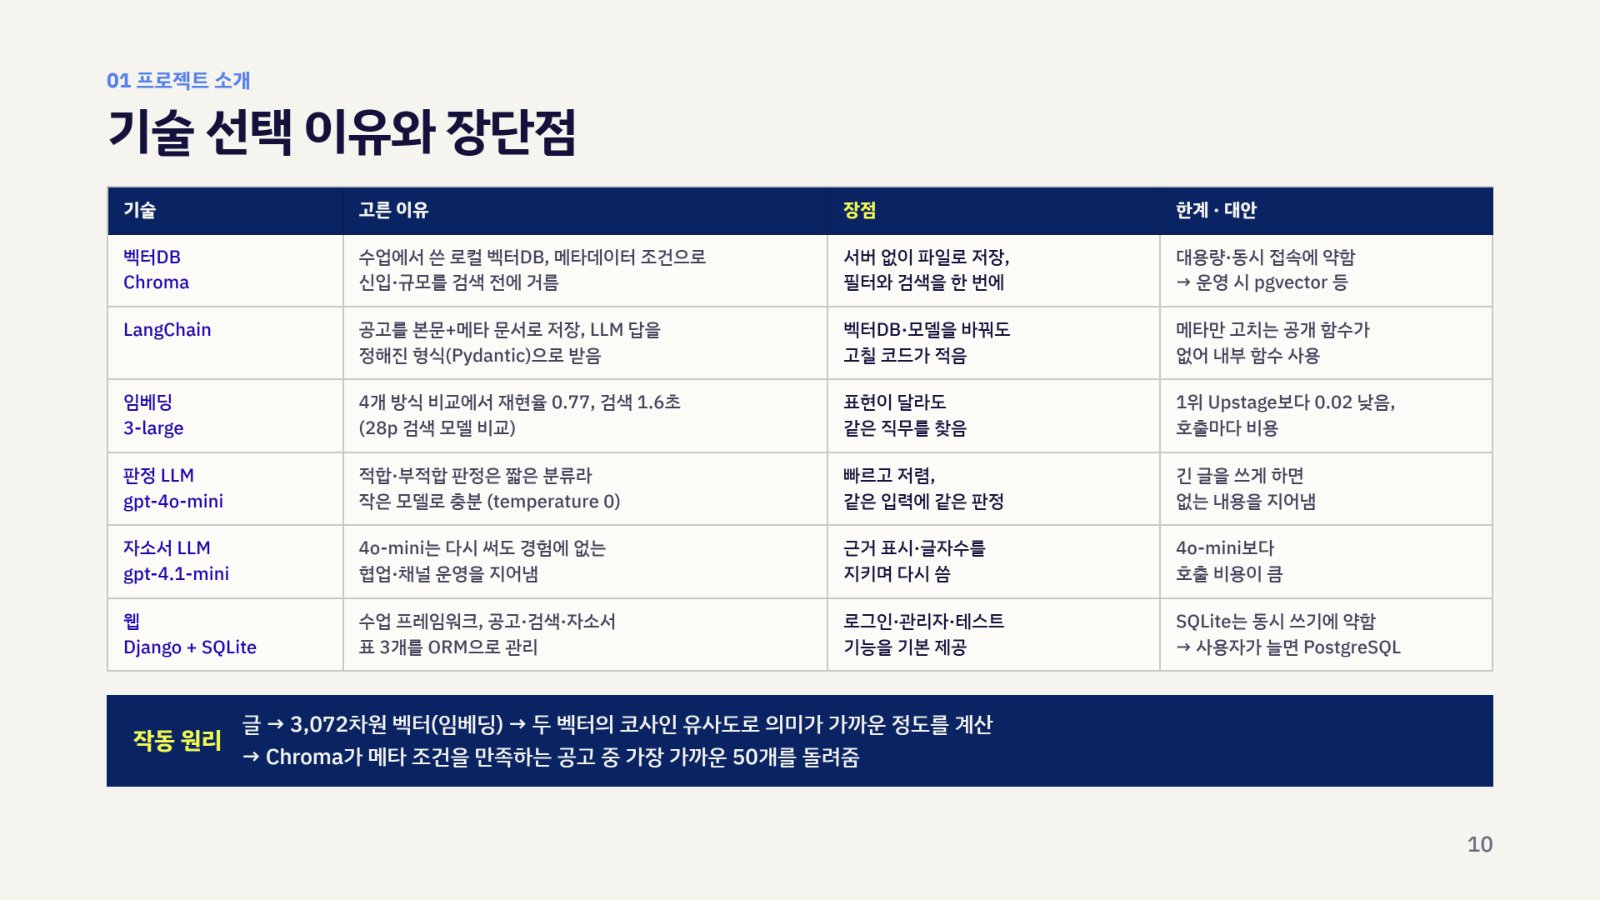 01 프로젝트 소개
기술 선택 이유와 장단점
기술
고른 이유
장점
한계 · 대안
벡터DB
Chroma
수업에서 쓴 로컬 벡터DB, 메타데이터 조건으로
신입·규모를 검색 전에 거름
서버 없이 파일로 저장,
필터와 검색을 한 번에
대용량·동시 접속에 약함
→ 운영 시 pgvector 등
LangChain
공고를 본문+메타 문서로 저장, LLM 답을
정해진 형식(Pydantic)으로 받음
벡터DB·모델을 바꿔도
고칠 코드가 적음
메타만 고치는 공개 함수가
없어 내부 함수 사용
임베딩
3-large
4개 방식 비교에서 재현율 0.77, 검색 1.6초
(28p 검색 모델 비교)
표현이 달라도
같은 직무를 찾음
1위 Upstage보다 0.02 낮음,
호출마다 비용
판정 LLM
gpt-4o-mini
적합·부적합 판정은 짧은 분류라
작은 모델로 충분 (temperature 0)
빠르고 저렴,
같은 입력에 같은 판정
긴 글을 쓰게 하면
없는 내용을 지어냄
자소서 LLM
gpt-4.1-mini
4o-mini는 다시 써도 경험에 없는
협업·채널 운영을 지어냄
근거 표시·글자수를
지키며 다시 씀
4o-mini보다
호출 비용이 큼
웹
Django + SQLite
수업 프레임워크, 공고·검색·자소서
표 3개를 ORM으로 관리
로그인·관리자·테스트
기능을 기본 제공
SQLite는 동시 쓰기에 약함
→ 사용자가 늘면 PostgreSQL
작동 원리
글 → 3,072차원 벡터(임베딩) → 두 벡터의 코사인 유사도로 의미가 가까운 정도를 계산
→ Chroma가 메타 조건을 만족하는 공고 중 가장 가까운 50개를 돌려줌
10